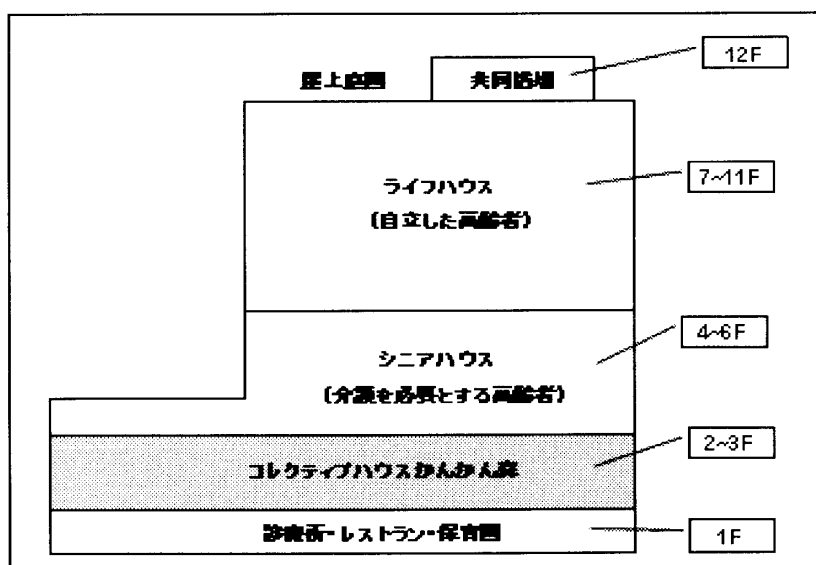 12F
屋上庭園 共同浴場
7~11F
ライフハウス
(自立した高齢者)
4~6F
シニアハウス
(介護を必要とする高齢者)
2~3F
コレクティブハウスかんかん森
診療所・レストラン・保育園
1F